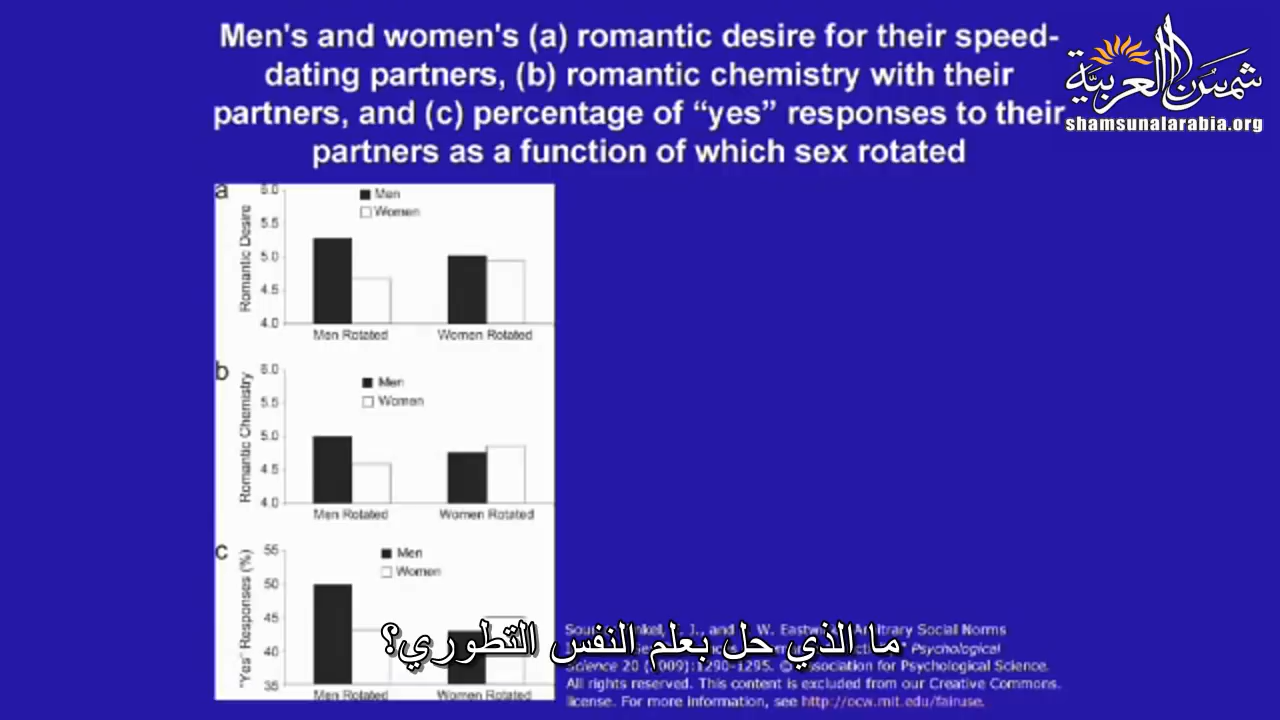 Men's and women's (a) romantic desire for their speed-
dating partners, (b) romantic chemistry with their
partners, and (c) percentage of “yes” responses to their
partners as a function of which sex rotated
شمس العربية
shamsunalarabia.org
a
6.0
5.5
5.0
4.5
4.0
Romantic Desire
Men
Women
Men Rotated
Women Rotated
b
6.0
5.5
5.0
4.5
4.0
Romantic Chemistry
Men
Women
Men Rotated
Women Rotated
c
55
50
45
40
35
"Yes" Responses (%)
Men
Women
Men Rotated
Women Rotated
ما الذي حل بعلم النفس التطوري؟
J., and W. Eastwick Arbitrary Social Norms
Psychological
Science 20 (2009):1290-1295. © Association for Psychological Science.
All rights reserved. This content is excluded from our Creative Commons.
license. For more information, see http://ocw.mit.edu/fairuse.